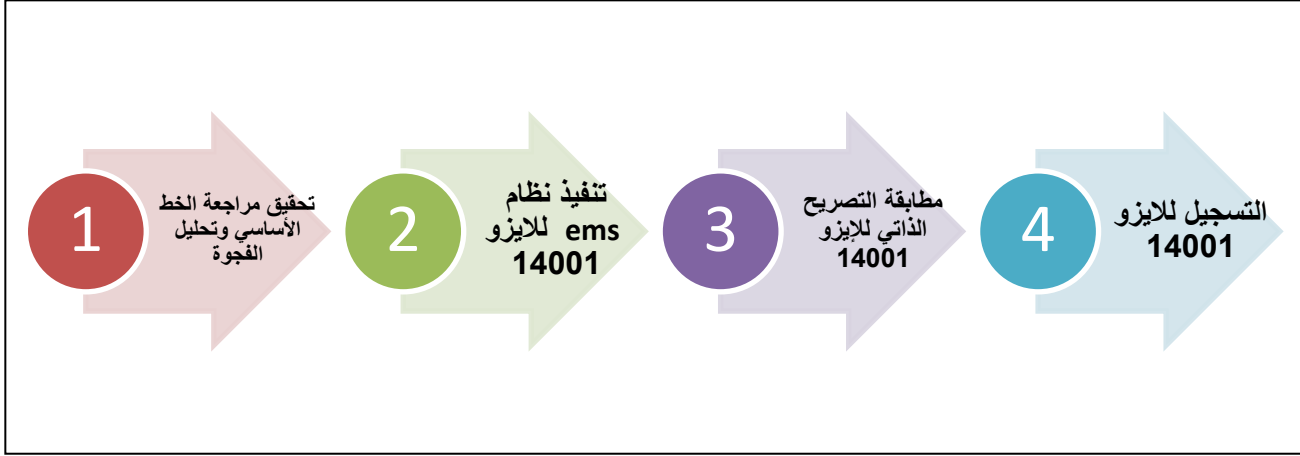 1
تحقيق مراجعة الخط
الأساسي وتحليل
الفجوة
2
تنفيذ نظام
ems للايزو
14001
3
مطابقة التصريح
الذاتي للإيزو
14001
4
التسجيل للايزو
14001